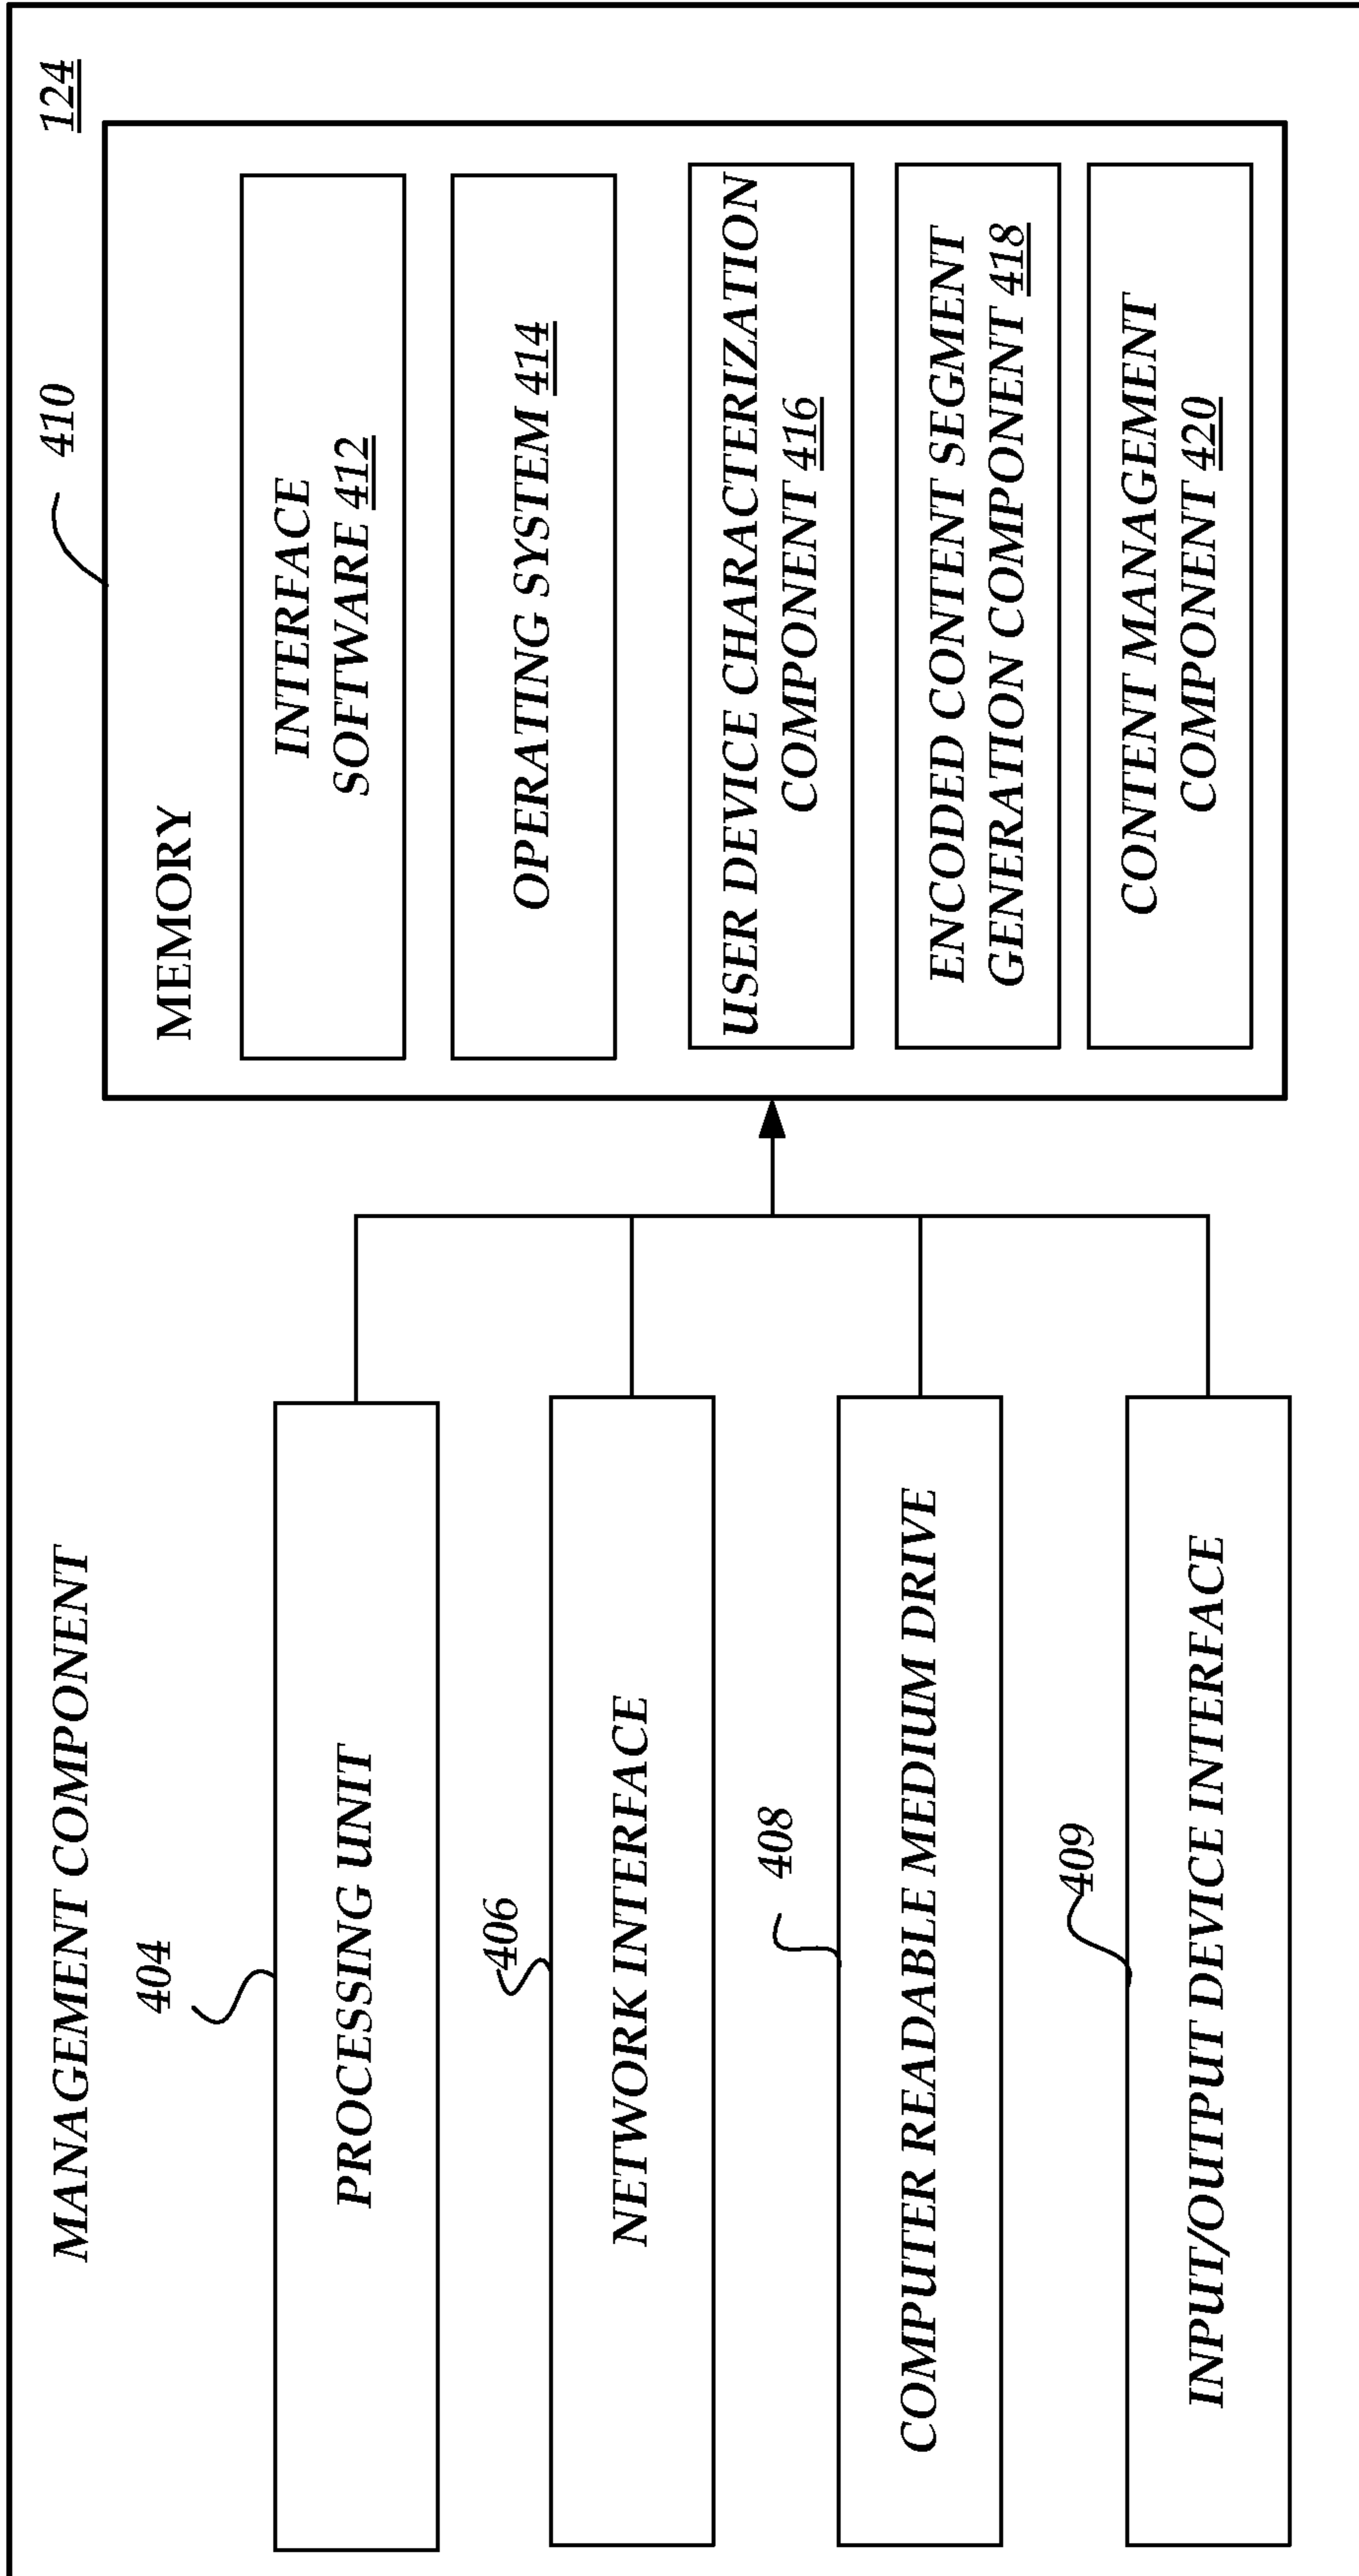 MANAGEMENT COMPONENT
124
404
PROCESSING UNIT
406
NETWORK INTERFACE
408
COMPUTER READABLE MEDIUM DRIVE
409
INPUT/OUTPUT DEVICE INTERFACE
410
MEMORY
INTERFACE
SOFTWARE 412
OPERATING SYSTEM 414
USER DEVICE CHARACTERIZATION
COMPONENT 416
ENCODED CONTENT SEGMENT
GENERATION COMPONENT 418
CONTENT MANAGEMENT
COMPONENT 420